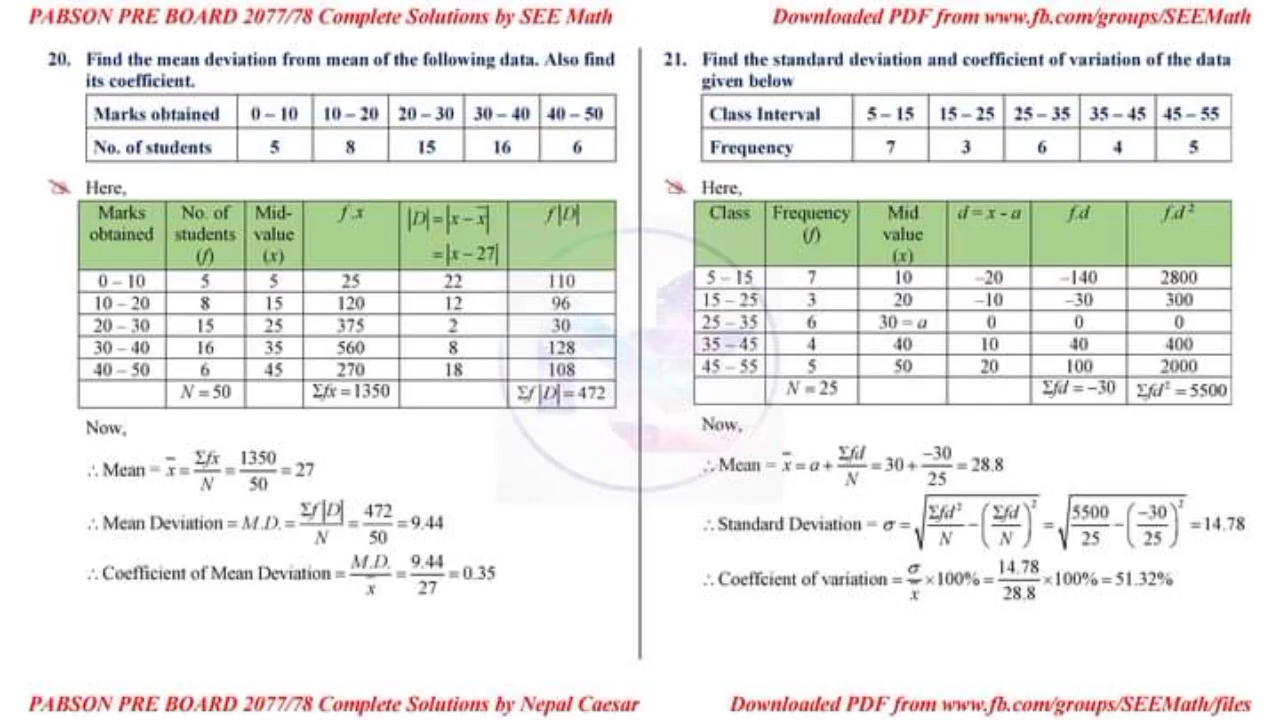 PABSON PRE BOARD 2077/78 Complete Solutions by SEE Math
Downloaded PDF from www.fb.com/groups/SEEMath
20. Find the mean deviation from mean of the following data. Also find
its coefficient.
Marks obtained 0 – 10 10 – 20 20 – 30 30 – 40 40 – 50
No. of students 5 8 15 16 6
Here,
Marks obtained No. of students (f) Mid-value (x) f.x |D| = |x – x̄| = |x – 27| f|D|
0 – 10 5 5 25 22 110
10 – 20 8 15 120 12 96
20 – 30 15 25 375 2 30
30 – 40 16 35 560 8 128
40 – 50 6 45 270 18 108
N = 50 Σfx = 1350 Σf|D| = 472
Now,
∴ Mean = x̄ = Σfx/N = 1350/50 = 27
∴ Mean Deviation = M.D. = Σf|D|/N = 472/50 = 9.44
∴ Coefficient of Mean Deviation = M.D./x̄ = 9.44/27 = 0.35
21. Find the standard deviation and coefficient of variation of the data
given below
Class Interval 5 – 15 15 – 25 25 – 35 35 – 45 45 – 55
Frequency 7 3 6 4 5
Here,
Class Frequency (f) Mid value (x) d = x - a f.d f.d²
5 – 15 7 10 –20 –140 2800
15 – 25 3 20 –10 –30 300
25 – 35 6 30 = a 0 0 0
35 – 45 4 40 10 40 400
45 – 55 5 50 20 100 2000
N = 25 Σfd = –30 Σfd² = 5500
Now,
∴ Mean = x̄ = a + Σfd/N = 30 + –30/25 = 28.8
∴ Standard Deviation = σ = √(Σfd²/N – (Σfd/N)²) = √(5500/25 – (–30/25)²) = 14.78
∴ Coeffcient of variation = σ/x̄ × 100% = 14.78/28.8 × 100% = 51.32%
PABSON PRE BOARD 2077/78 Complete Solutions by Nepal Caesar
Downloaded PDF from www.fb.com/groups/SEEMath/files